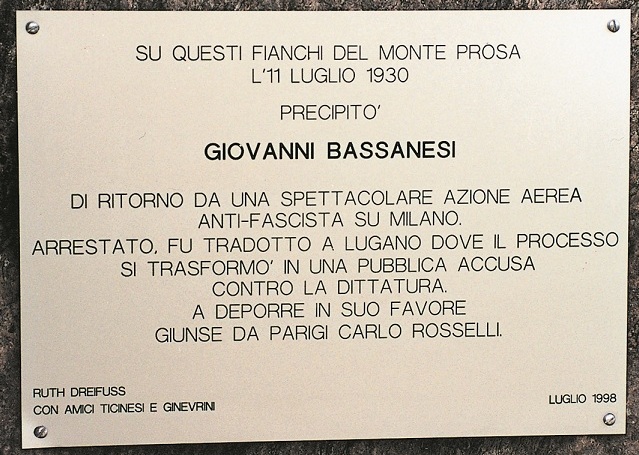 SU QUESTI FIANCHI DEL MONTE PROSA
L'11 LUGLIO 1930
PRECIPITO'
GIOVANNI BASSANESI
DI RITORNO DA UNA SPETTACOLARE AZIONE AEREA
ANTI-FASCISTA SU MILANO.
ARRESTATO, FU TRADOTTO A LUGANO DOVE IL PROCESSO
SI TRASFORMO' IN UNA PUBBLICA ACCUSA
CONTRO LA DITTATURA.
A DEPORRE IN SUO FAVORE
GIUNSE DA PARIGI CARLO ROSSELLI.
RUTH DREIFUSS
CON AMICI TICINESI E GINEVRINI
LUGLIO 1998